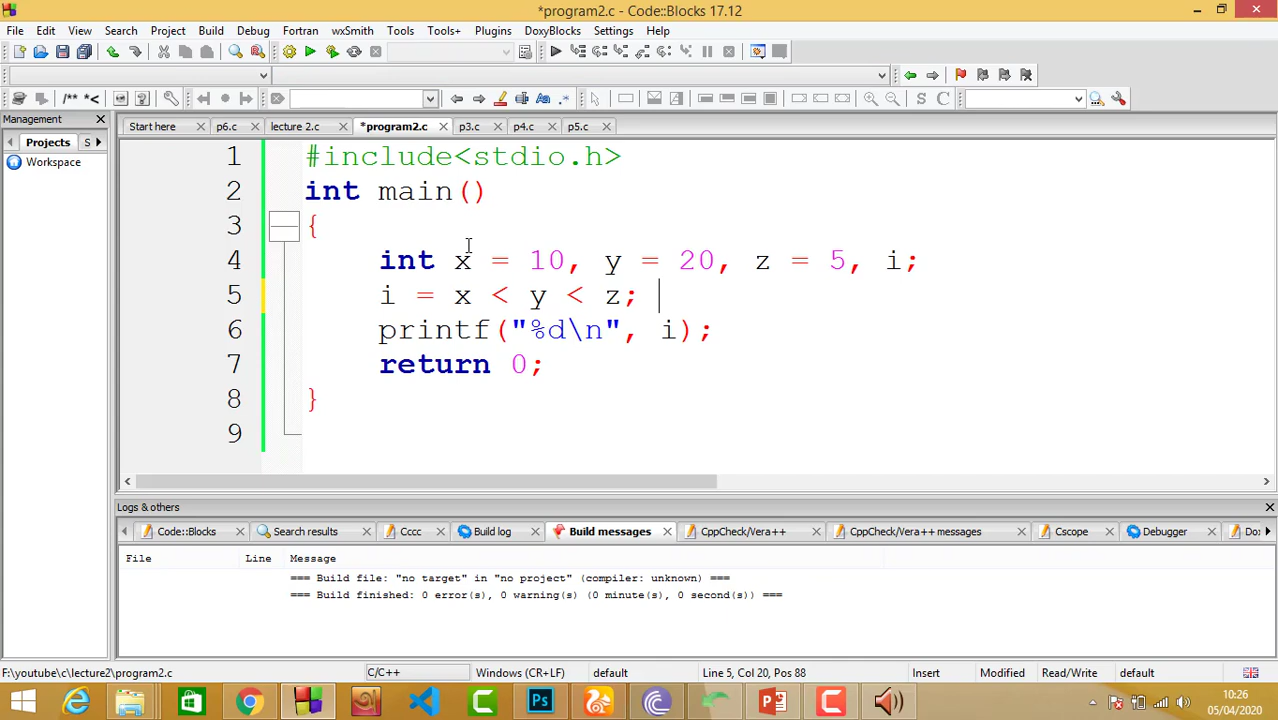 *program2.c - Code::Blocks 17.12
File Edit View Search Project Build Debug Fortran wxSmith Tools Tools+ Plugins DoxyBlocks Settings Help
/** *<
S C
Management
Start here p6.c lecture 2.c *program2.c p3.c p4.c p5.c
Projects S
Workspace
1 #include<stdio.h>
2 int main()
3 {
4 int x = 10, y = 20, z = 5, i;
5 i = x < y < z;
6 printf("%d\n", i);
7 return 0;
8 }
9
Logs & others
Code::Blocks Search results Cccc Build log Build messages CppCheck/Vera++ CppCheck/Vera++ messages Cscope Debugger Do:
File Line Message
=== Build file: "no target" in "no project" (compiler: unknown) ===
=== Build finished: 0 error(s), 0 warning(s) (0 minute(s), 0 second(s)) ===
F:\youtube\c\lecture2\program2.c C/C++ Windows (CR+LF) default Line 5, Col 20, Pos 88 Insert Modified Read/Write default
10:26
05/04/2020